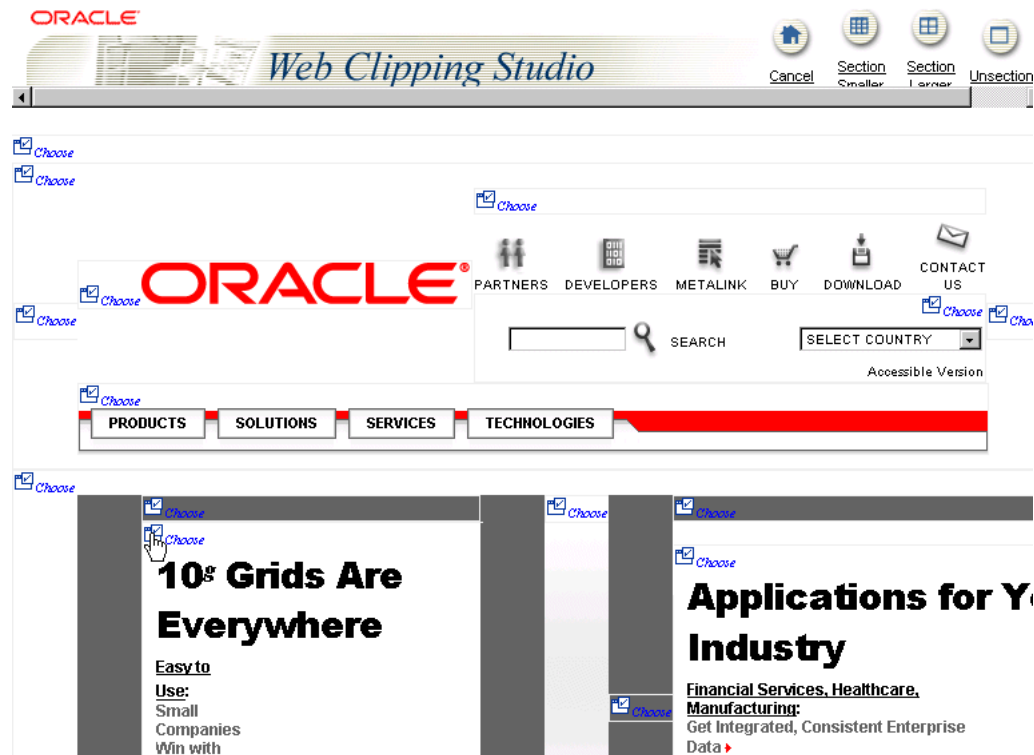 ORACLE
Web Clipping Studio
Cancel
Section Smaller
Section Larger
Unsection
Choose
Choose
Choose
PARTNERS
DEVELOPERS
METALINK
BUY
DOWNLOAD
CONTACT US
Choose
ORACLE®
Choose
Choose
Choose
SEARCH
SELECT COUNTRY
Accessible Version
Choose
PRODUCTS
SOLUTIONS
SERVICES
TECHNOLOGIES
Choose
Choose
Choose
10g Grids Are
Everywhere
Easy to
Use:
Small
Companies
Win with
Choose
Choose
Choose
Applications for
Industry
Financial Services, Healthcare,
Manufacturing:
Get Integrated, Consistent Enterprise
Data
Choose